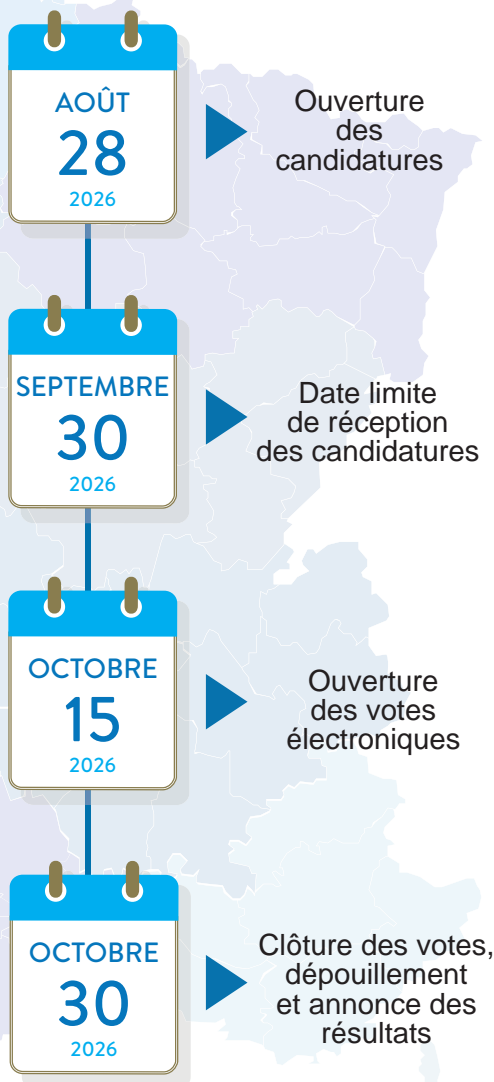 AOÛT
28
2026
Ouverture
des
candidatures
SEPTEMBRE
30
2026
Date limite
de réception
des candidatures
OCTOBRE
15
2026
Ouverture
des votes
électroniques
OCTOBRE
30
2026
Clôture des votes,
dépouillement
et annonce des
résultats